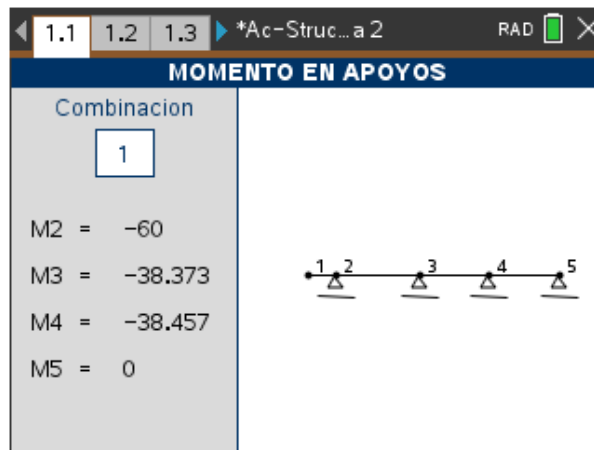 1.1 1.2 1.3 *Ac-Struc...a 2 RAD
MOMENTO EN APOYOS
Combinacion
1
M2 = -60
M3 = -38.373
M4 = -38.457
M5 = 0
1 2 3 4 5